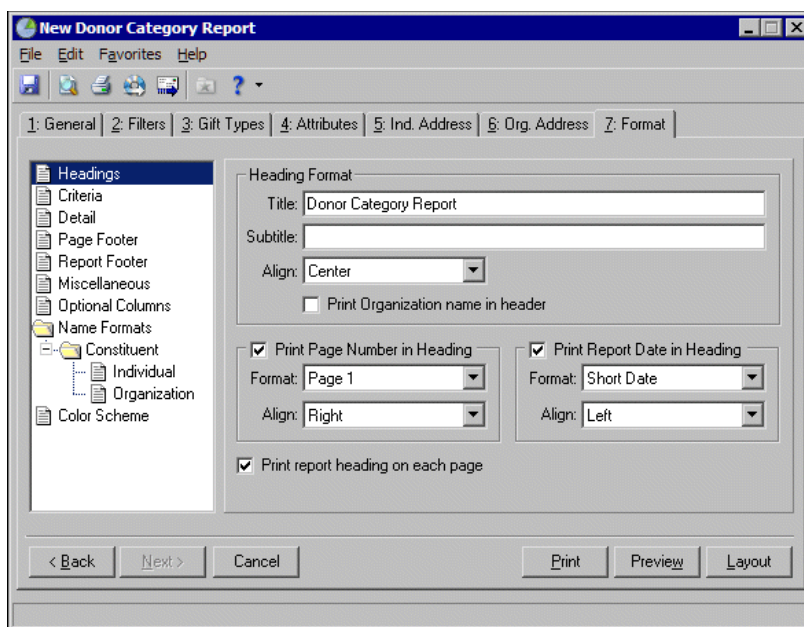 New Donor Category Report
File Edit Favorites Help
1: General 2: Filters 3: Gift Types 4: Attributes 5: Ind. Address 6: Org. Address 7: Format
Headings
Criteria
Detail
Page Footer
Report Footer
Miscellaneous
Optional Columns
Name Formats
Constituent
Individual
Organization
Color Scheme
Heading Format
Title: Donor Category Report
Subtitle:
Align: Center
Print Organization name in header
Print Page Number in Heading
Format: Page 1
Align: Right
Print Report Date in Heading
Format: Short Date
Align: Left
Print report heading on each page
< Back Next > Cancel Print Preview Layout